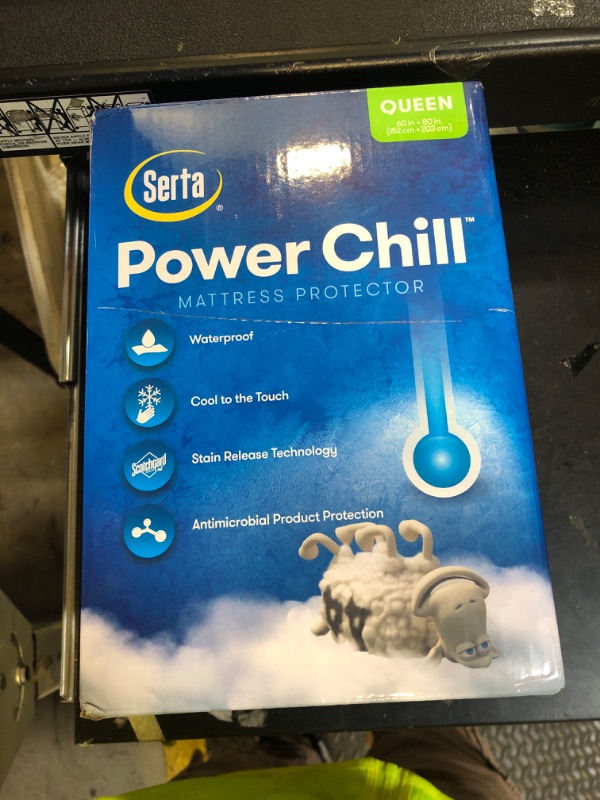 QUEEN
60 in × 80 in
(152 cm × 203 cm)
Serta®
Power Chill™
MATTRESS PROTECTOR
Waterproof
Cool to the Touch
Scotchgard
Stain Release Technology
Antimicrobial Product Protection